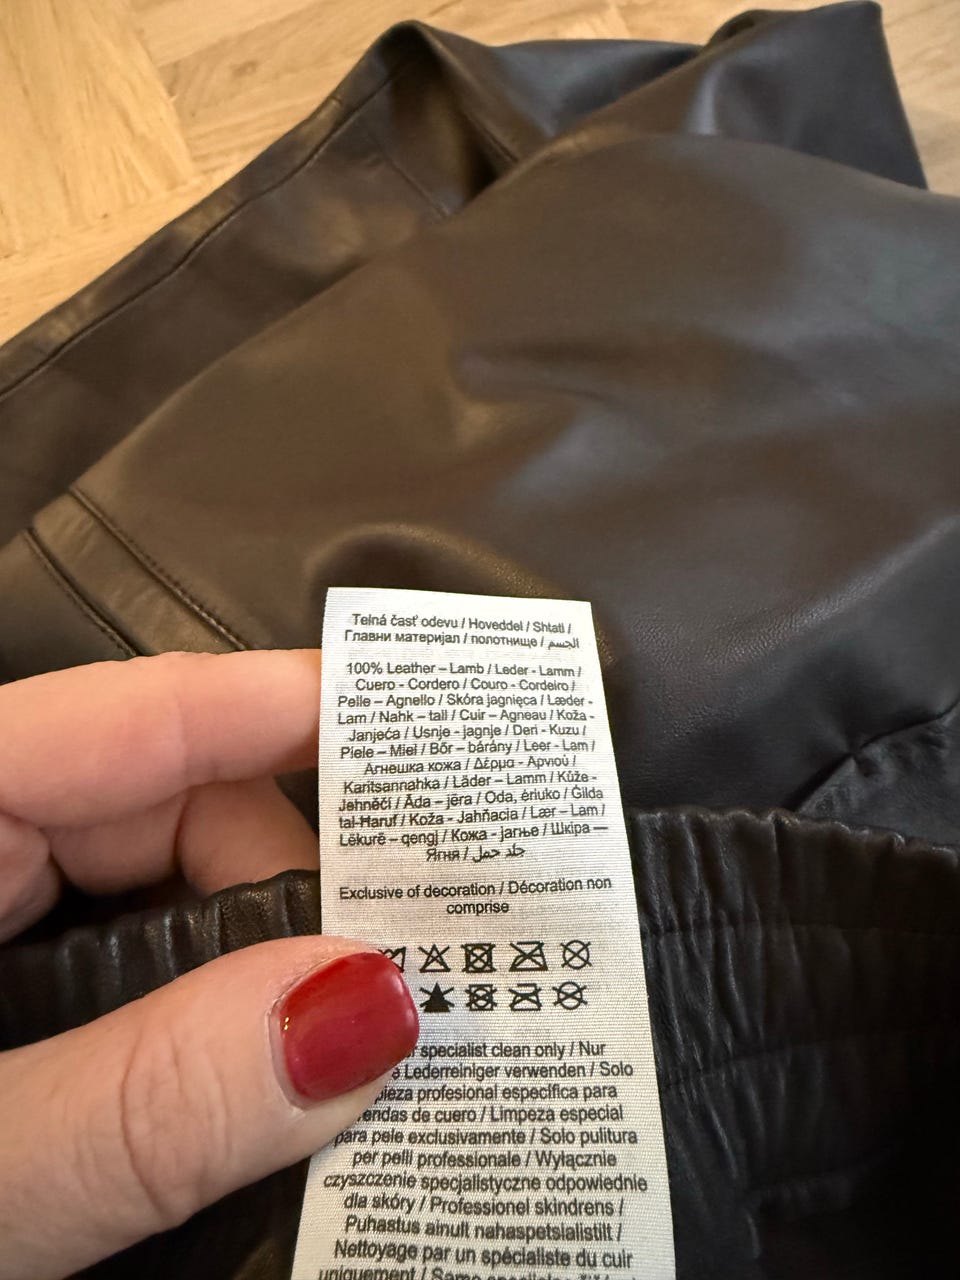 Telná časť odevu / Hoveddel / Shtati /
Главни материјал / полотнище / الجسم
100% Leather – Lamb / Leder - Lamm /
Cuero - Cordero / Couro - Cordeiro /
Pelle – Agnello / Skóra jagnięca / Læder -
Lam / Nahk – tall / Cuir – Agneau / Koža -
Janjeća / Usnje - jagnje / Deri - Kuzu /
Piele – Miel / Bőr – bárány / Leer - Lam /
Агнешка кожа / Δέρμα - Αρνιού /
Karitsannahka / Läder – Lamm / Kůže -
Jehněčí / Āda – jēra / Oda, ėriuko / Ġilda
tal-Ħaruf / Koža - Jahňacia / Lær – Lam /
Lëkurë – qengj / Кожа - јагње / Шкіра —
Ягня / جلد حمل
Exclusive of decoration / Décoration non
comprise
specialist clean only / Nur
Lederreiniger verwenden / Solo
profesional específica para
de cuero / Limpeza especial
para pele exclusivamente / Solo pulitura
per pelli professionale / Wyłącznie
czyszczenie specjalistyczne odpowiednie
dla skóry / Professionel skindrens /
Puhastus ainult nahaspetsialistilt /
Nettoyage par un spécialiste du cuir
uniquement / Samo